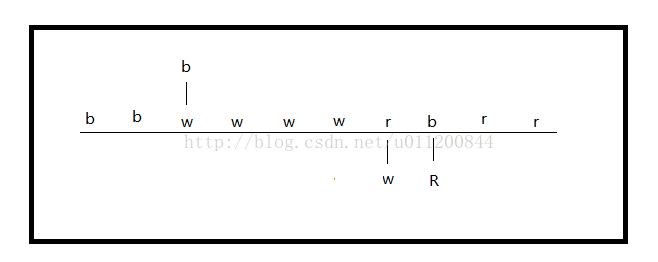 b
b b w w w w r b r r
http://blog.csdn.net/u011200844
w R